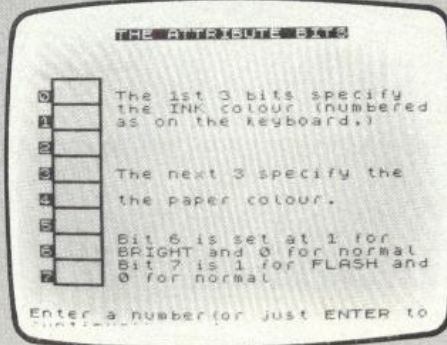 THE ATTRIBUTE BITS
0
The 1st 3 bits specify
the INK colour (numbered
1
as on the keyboard.)
2
3
The next 3 specify the
4
the paper colour.
5
Bit 6 is set at 1 for
6
BRIGHT and 0 for normal
Bit 7 is 1 for FLASH and
7
0 for normal
Enter a number(or just ENTER to